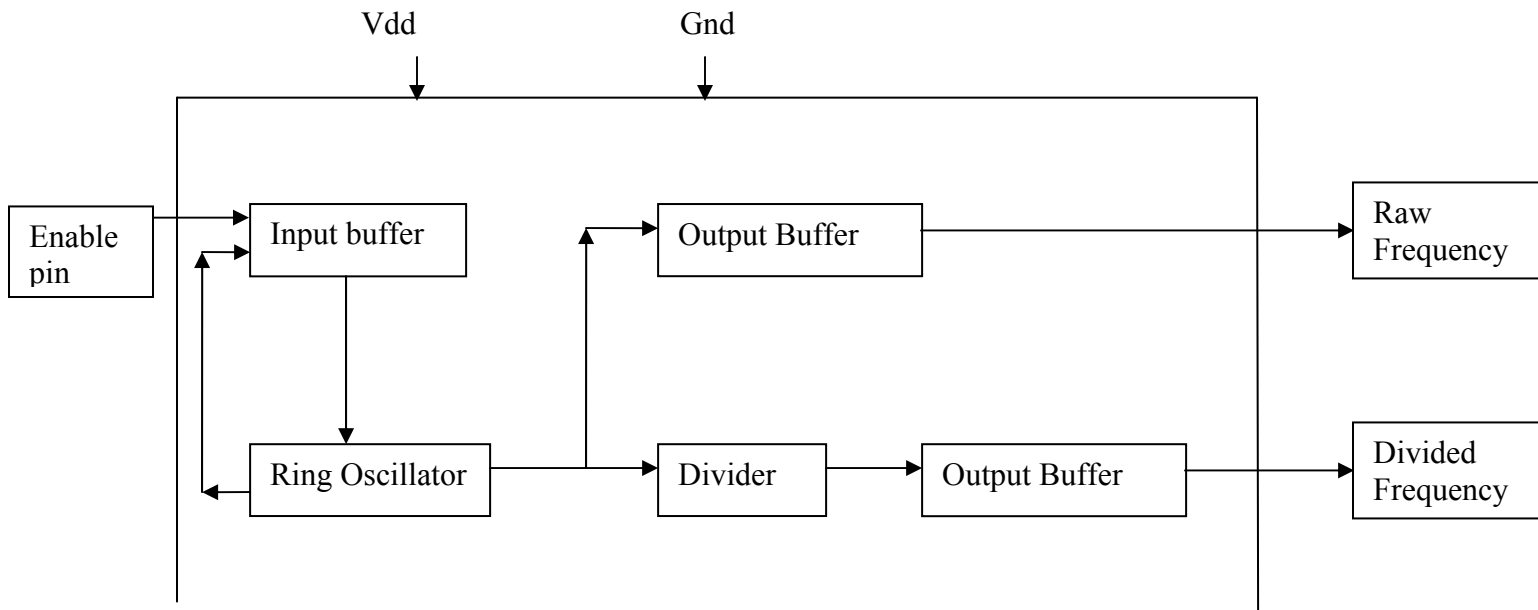 Vdd
Gnd
Enable
pin
Input buffer
Output Buffer
Raw
Frequency
Ring Oscillator
Divider
Output Buffer
Divided
Frequency